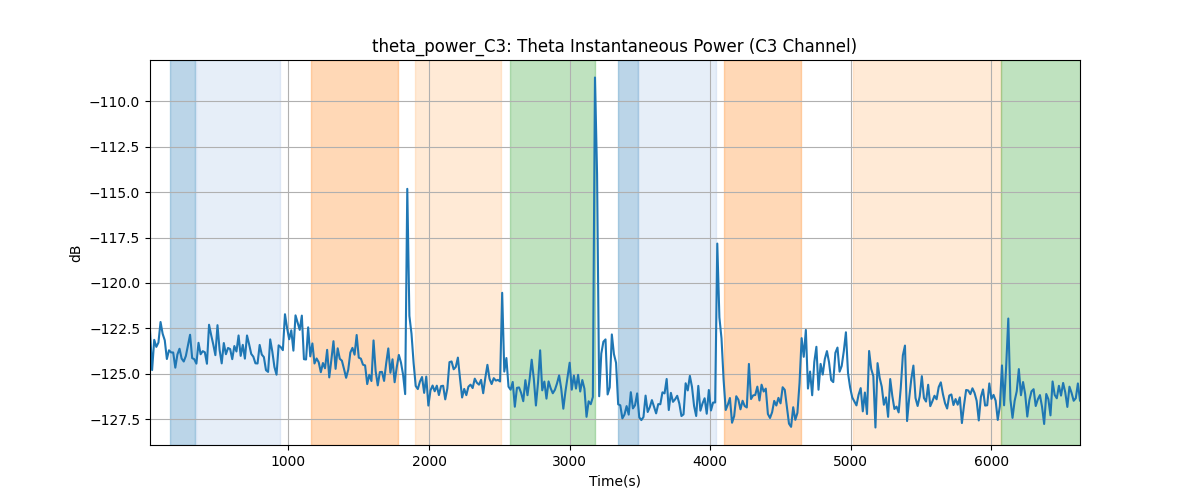 theta_power_C3: Theta Instantaneous Power (C3 Channel)
−110.0
−112.5
−115.0
−117.5
−120.0
−122.5
−125.0
−127.5
dB
1000 2000 3000 4000 5000 6000
Time(s)